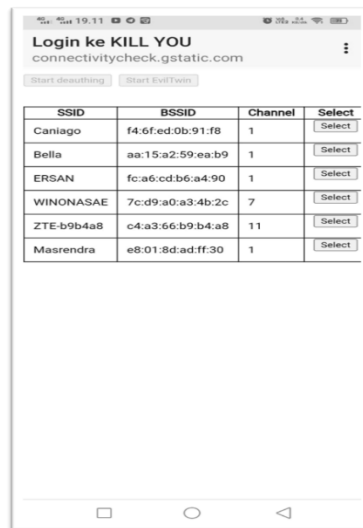 19.11
Login ke KILL YOU
connectivitycheck.gstatic.com
Start deauthing Start EvilTwin
SSID BSSID Channel Select
Caniago f4:6f:ed:0b:91:f8 1 Select
Bella aa:15:a2:59:ea:b9 1 Select
ERSAN fc:a6:cd:b6:a4:90 1 Select
WINONASAE 7c:d9:a0:a3:4b:2c 7 Select
ZTE-b9b4a8 c4:a3:66:b9:b4:a8 11 Select
Masrendra e8:01:8d:ad:ff:30 1 Select